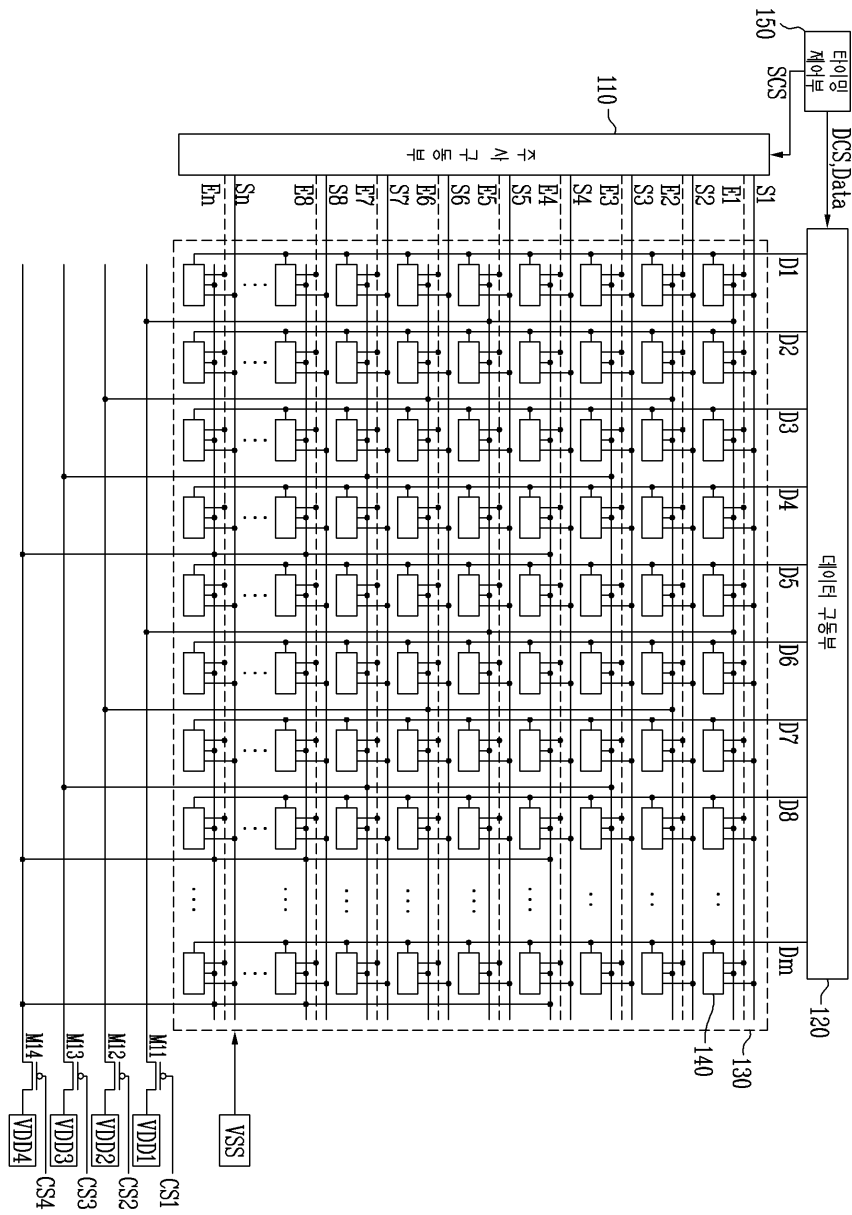 150
타이밍
제어부
SCS
DCS,Data
110
주 사 구 동 부
데이터 구동부
120
S1
E1
S2
E2
S3
E3
S4
E4
S5
E5
S6
E6
S7
E7
S8
E8
Sn
En
D1
D2
D3
D4
D5
D6
D7
D8
Dm
130
140
VSS
M11
VDD1
CS1
M12
VDD2
CS2
M13
VDD3
CS3
M14
VDD4
CS4